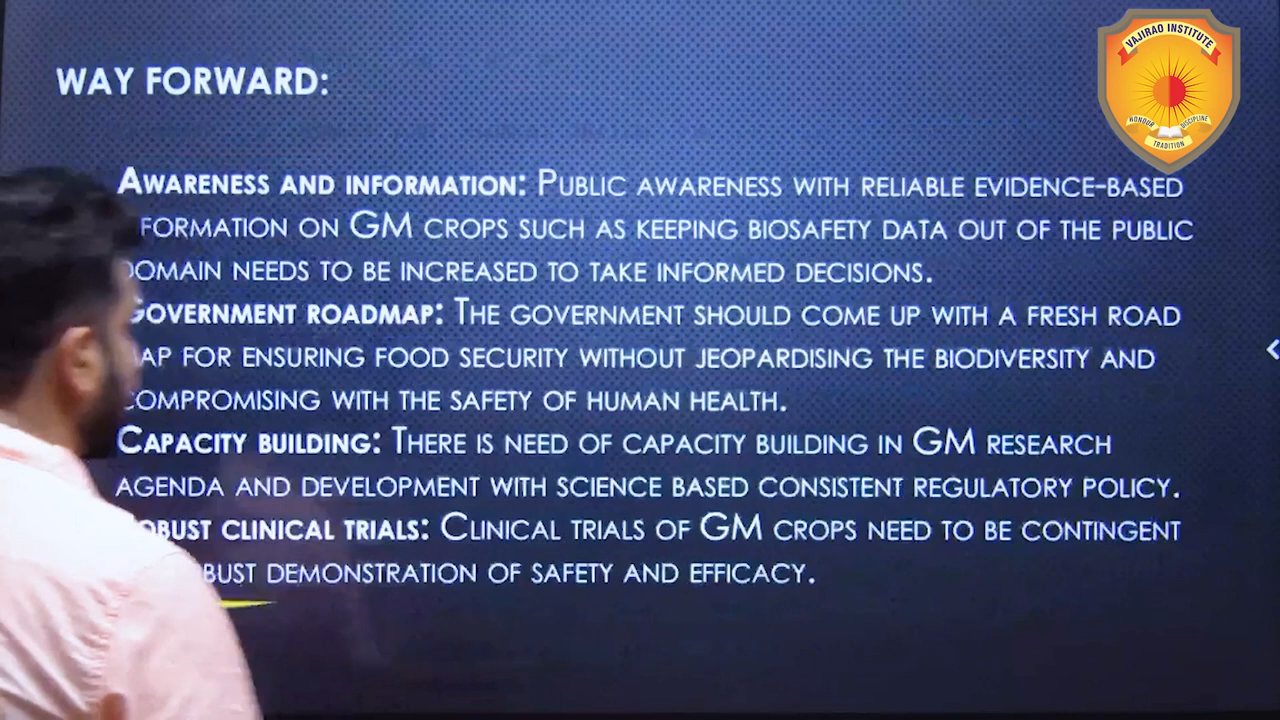 VAJIRAO INSTITUTE
HONOUR DISCIPLINE
TRADITION
WAY FORWARD:
AWARENESS AND INFORMATION: PUBLIC AWARENESS WITH RELIABLE EVIDENCE-BASED
FORMATION ON GM CROPS SUCH AS KEEPING BIOSAFETY DATA OUT OF THE PUBLIC
DOMAIN NEEDS TO BE INCREASED TO TAKE INFORMED DECISIONS.
GOVERNMENT ROADMAP: THE GOVERNMENT SHOULD COME UP WITH A FRESH ROAD
AP FOR ENSURING FOOD SECURITY WITHOUT JEOPARDISING THE BIODIVERSITY AND
COMPROMISING WITH THE SAFETY OF HUMAN HEALTH.
CAPACITY BUILDING: THERE IS NEED OF CAPACITY BUILDING IN GM RESEARCH
AGENDA AND DEVELOPMENT WITH SCIENCE BASED CONSISTENT REGULATORY POLICY.
OBUST CLINICAL TRIALS: CLINICAL TRIALS OF GM CROPS NEED TO BE CONTINGENT
BUST DEMONSTRATION OF SAFETY AND EFFICACY.